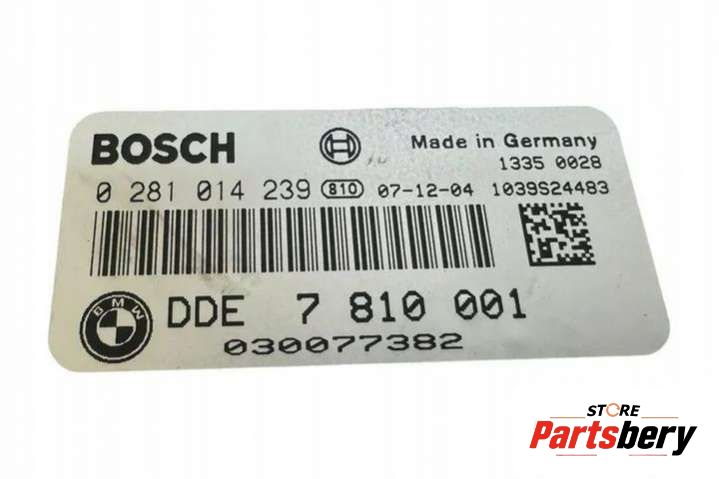 BOSCH Made in Germany
1335 0028
0 281 014 239 810 07-12-04 1039S24483
BMW DDE 7 810 001
030077382
STORE
Partsbery